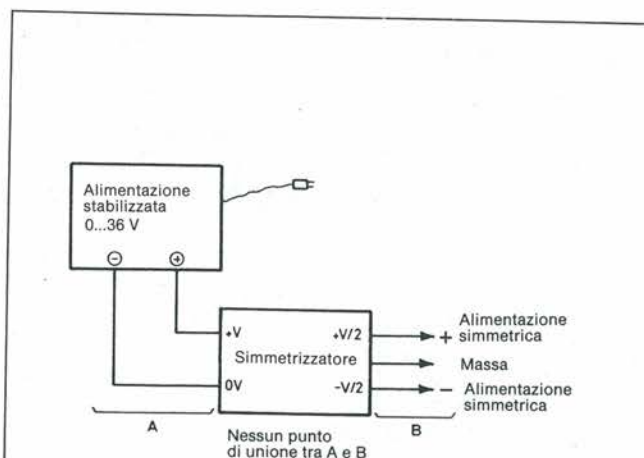 Alimentazione
stabilizzata
0...36 V
- +
+V +V/2
Simmetrizzatore
0V -V/2
+ Alimentazione
simmetrica
Massa
- Alimentazione
simmetrica
A
B
Nessun punto
di unione tra A e B